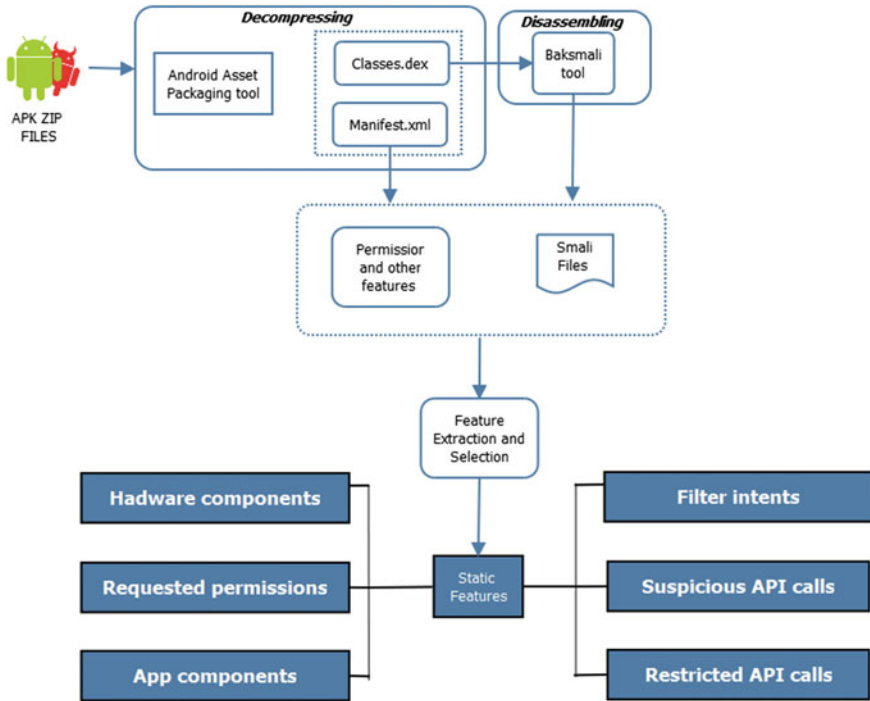 Decompressing
Disassembling
Android Asset
Packaging tool
Classes.dex
Baksmali
tool
APK ZIP
FILES
Manifest.xml
Permissior
and other
features
Smali
Files
Feature
Extraction and
Selection
Hadware components
Filter intents
Requested permissions
Static
Features
Suspicious API calls
App components
Restricted API calls